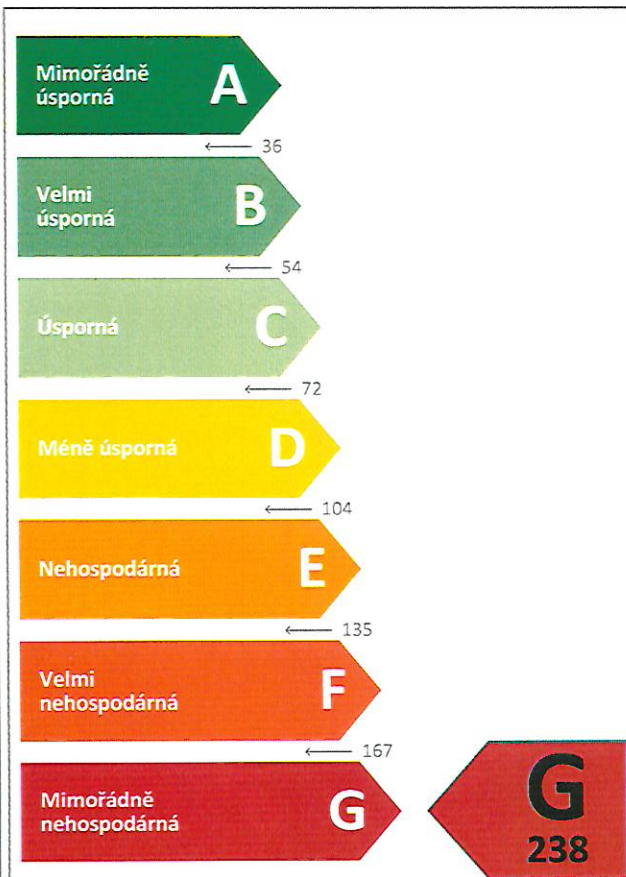 Mimořádně
úsporná
A
36
Velmi
úsporná
B
54
Úsporná
C
72
Méně úsporná
D
104
Nehospodárná
E
135
Velmi
nehospodárná
F
167
Mimořádně
nehospodárná
G
G
238